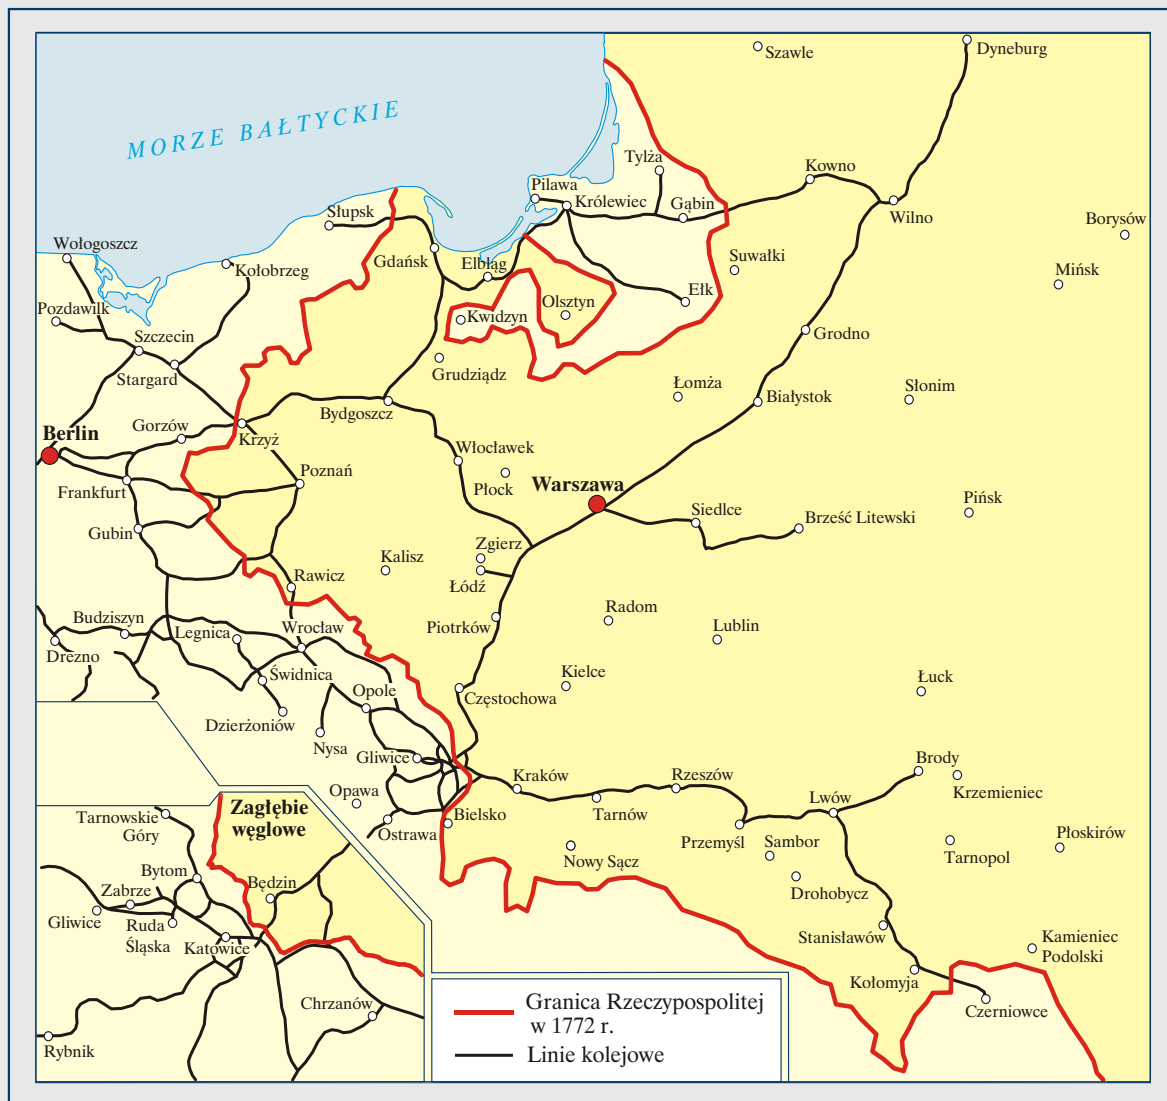 MORZE BAŁTYCKIE
Szawle
Dyneburg
Tylża
Kowno
Pilawa
Królewiec
Gąbin
Wilno
Słupsk
Borysów
Wołogoszcz
Kołobrzeg
Gdańsk
Elbląg
Suwałki
Mińsk
Ełk
Olsztyn
Pozdawilk
Kwidzyn
Szczecin
Grodno
Stargard
Grudziądz
Łomża
Białystok
Słonim
Bydgoszcz
Gorzów
Berlin
Krzyż
Włocławek
Poznań
Płock
Warszawa
Frankfurt
Siedlce
Brześć Litewski
Pińsk
Gubin
Zgierz
Kalisz
Łódź
Rawicz
Radom
Budziszyn
Legnica
Wrocław
Piotrków
Lublin
Drezno
Świdnica
Kielce
Łuck
Opole
Częstochowa
Dzierżoniów
Nysa
Gliwice
Brody
Kraków
Rzeszów
Krzemieniec
Opawa
Lwów
Bielsko
Tarnów
Ostrawa
Przemyśl
Sambor
Płoskirów
Nowy Sącz
Tarnopol
Drohobycz
Stanisławów
Kamieniec
Podolski
Kołomyja
Czerniowce
Zagłębie
węglowe
Tarnowskie
Góry
Bytom
Będzin
Zabrze
Gliwice
Ruda
Śląska
Katowice
Chrzanów
Rybnik
Granica Rzeczypospolitej
w 1772 r.
Linie kolejowe